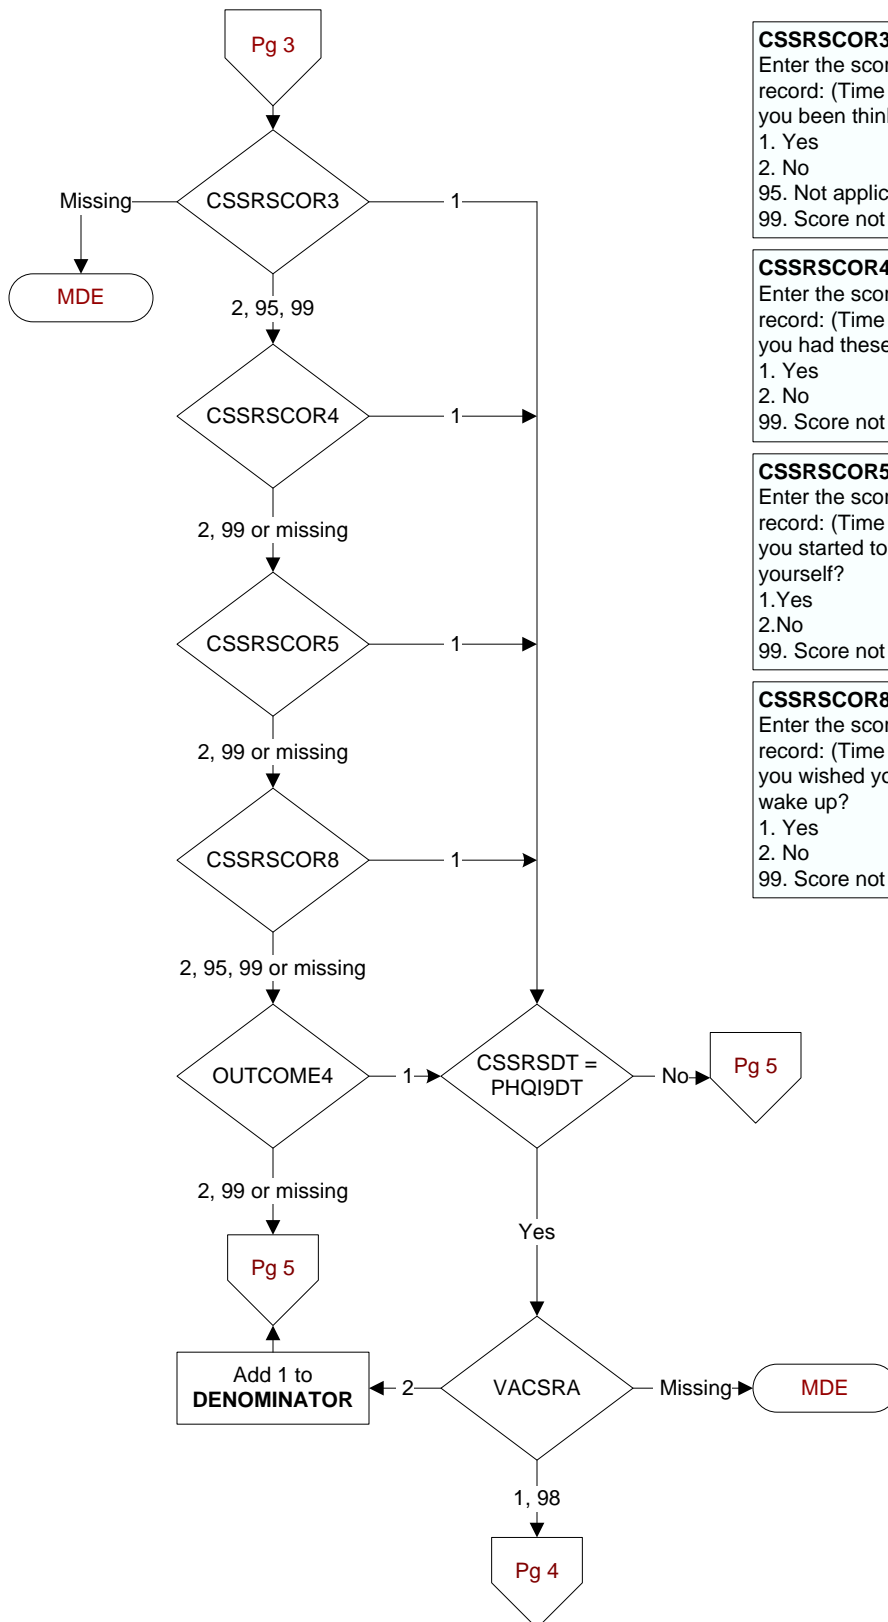 Pg 3
CSSRSCOR3
Missing
1
MDE
2, 95, 99
CSSRSCOR4
1
2, 99 or missing
CSSRSCOR5
1
2, 99 or missing
CSSRSCOR8
1
2, 95, 99 or missing
OUTCOME4
1
CSSRSDT =
PHQI9DT
No
Pg 5
2, 99 or missing
Pg 5
Yes
Add 1 to
DENOMINATOR
2
VACSRA
Missing
MDE
1, 98
Pg 4
CSSRSCOR3
Enter the scor
record: (Time
you been thin
1. Yes
2. No
95. Not applic
99. Score not
CSSRSCOR4
Enter the scor
record: (Time
you had these
1. Yes
2. No
99. Score not
CSSRSCOR5
Enter the scor
record: (Time
you started to
yourself?
1.Yes
2.No
99. Score not
CSSRSCOR8
Enter the scor
record: (Time
you wished yo
wake up?
1. Yes
2. No
99. Score not